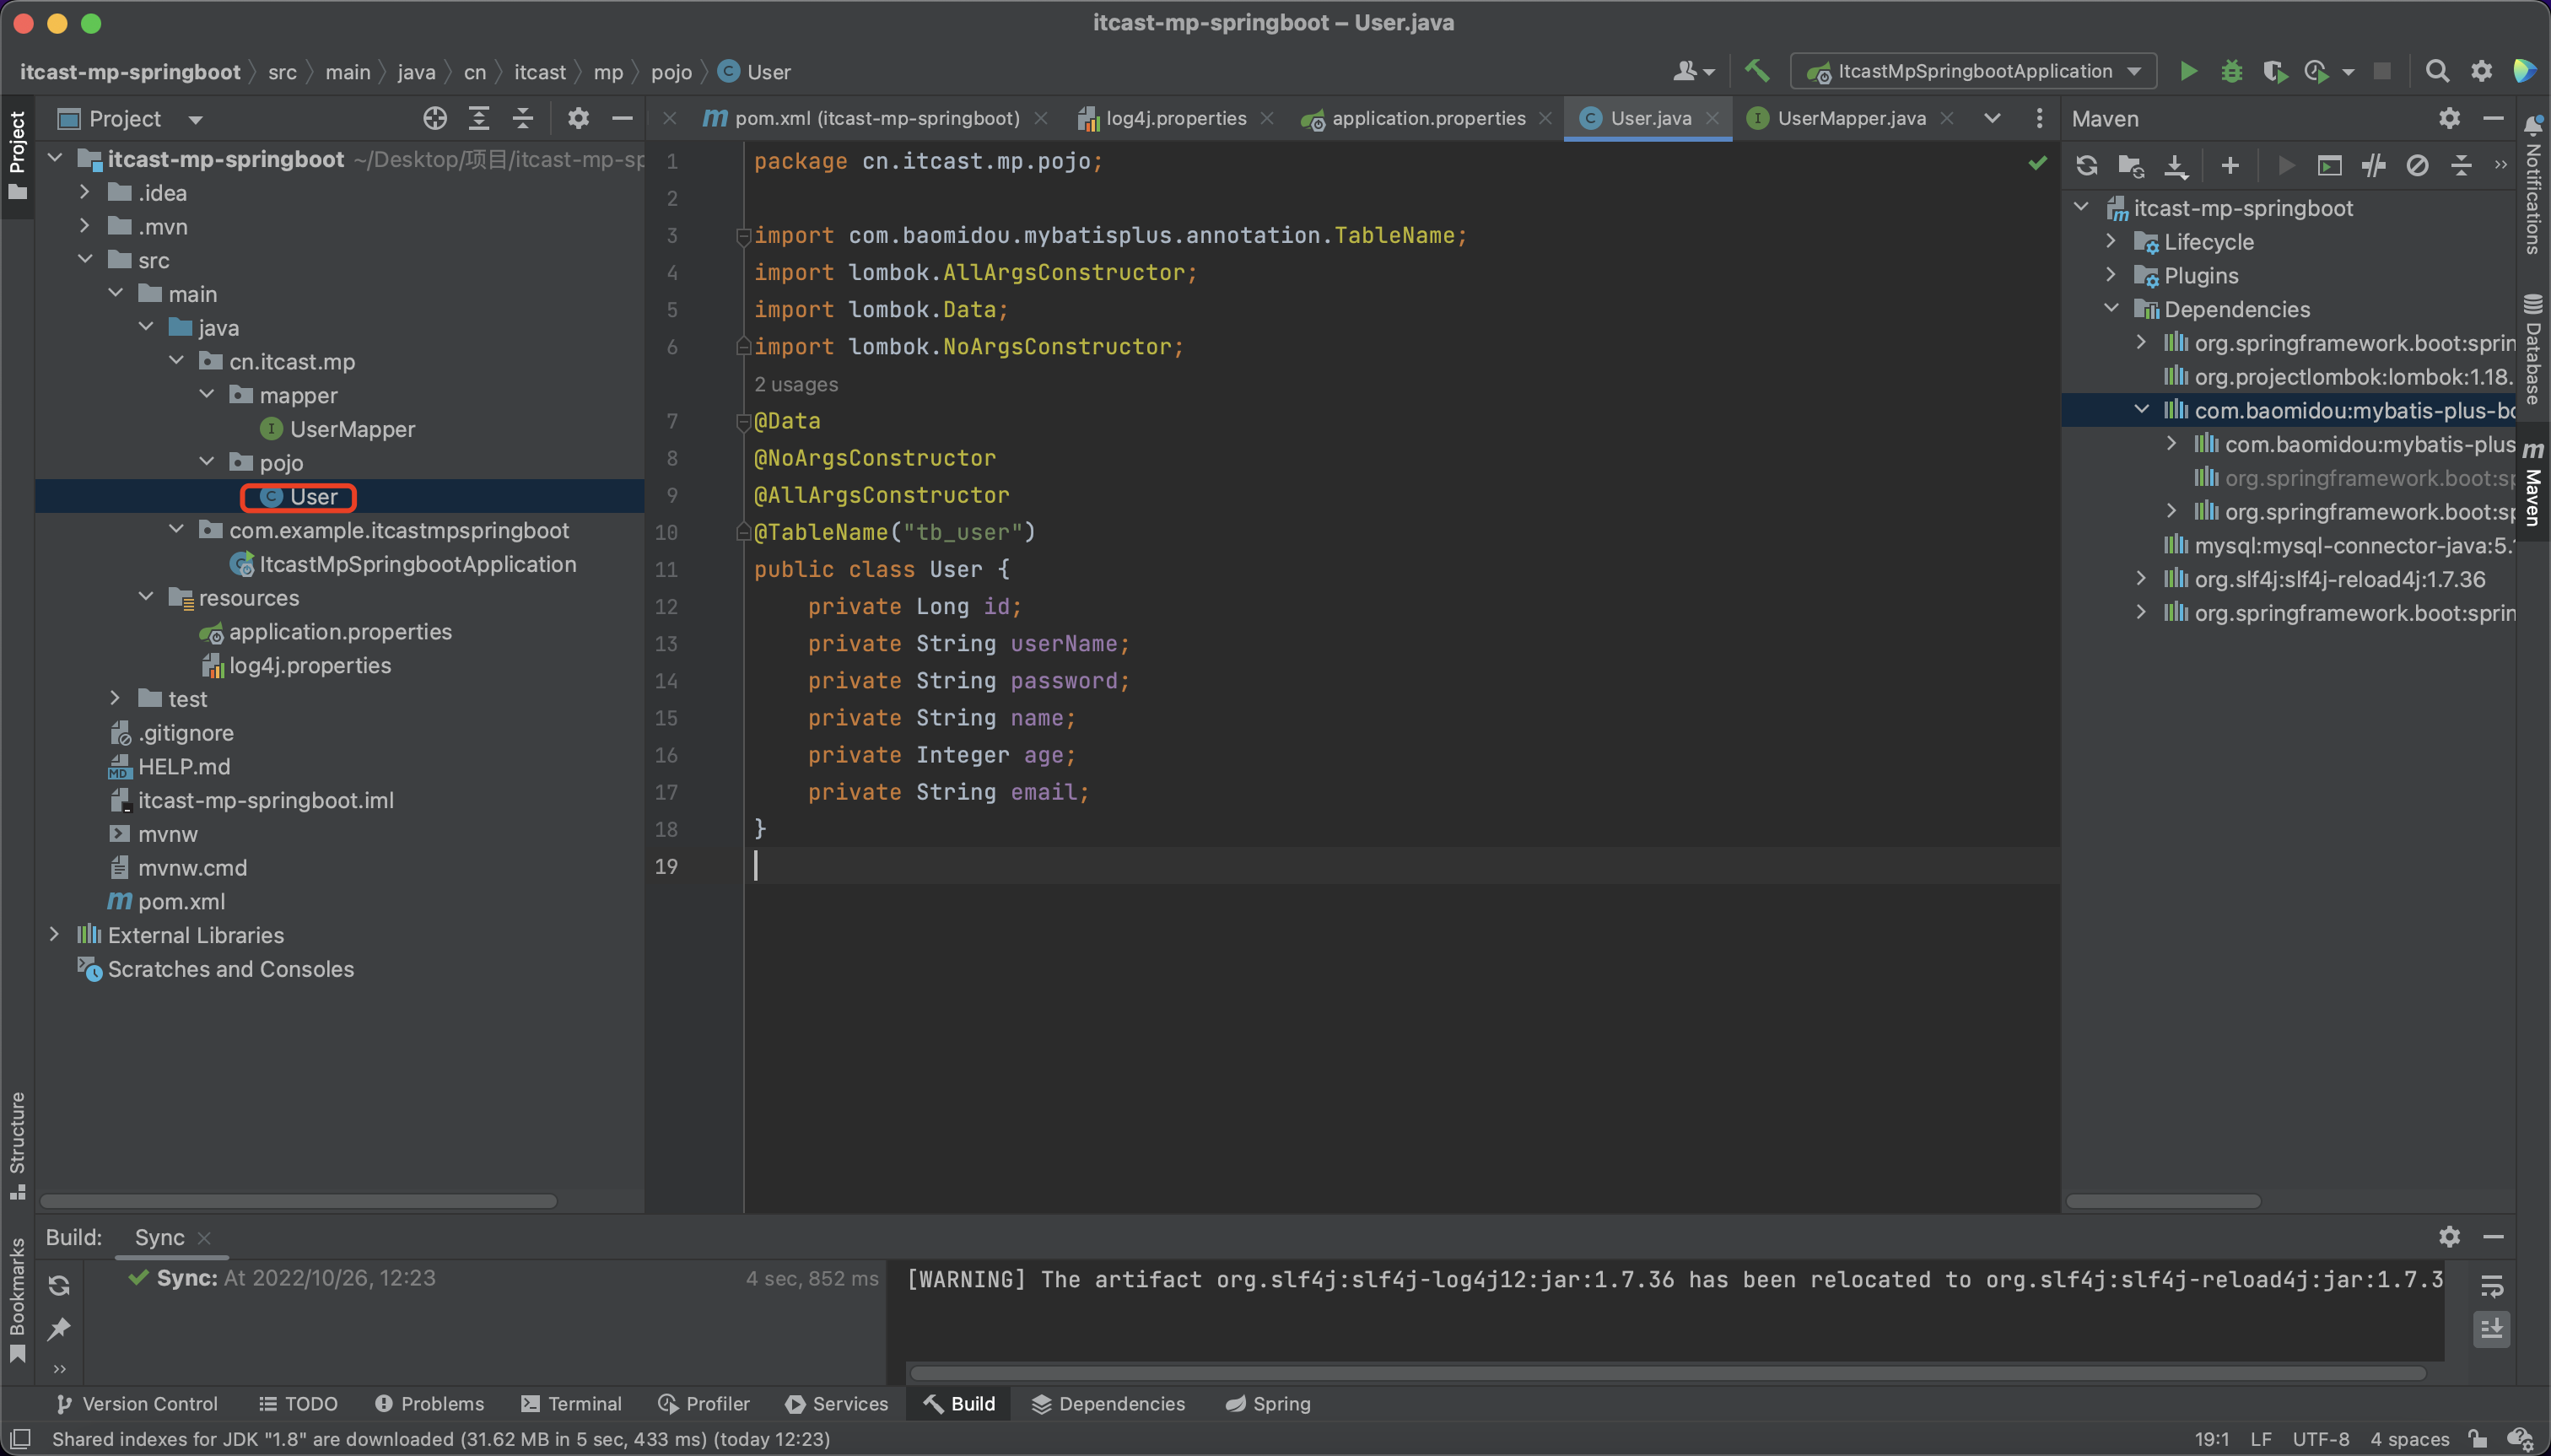 itcast-mp-springboot – User.java
itcast-mp-springboot src main java cn itcast mp pojo User
ItcastMpSpringbootApplication
Project
pom.xml (itcast-mp-springboot)
log4j.properties
application.properties
User.java
UserMapper.java
Maven
Project
Structure
Bookmarks
itcast-mp-springboot ~/Desktop/项目/itcast-mp-sp
.idea
.mvn
src
main
java
cn.itcast.mp
mapper
UserMapper
pojo
User
com.example.itcastmpspringboot
ItcastMpSpringbootApplication
resources
application.properties
log4j.properties
test
.gitignore
HELP.md
itcast-mp-springboot.iml
mvnw
mvnw.cmd
pom.xml
External Libraries
Scratches and Consoles
1 package cn.itcast.mp.pojo;
2
3 import com.baomidou.mybatisplus.annotation.TableName;
4 import lombok.AllArgsConstructor;
5 import lombok.Data;
6 import lombok.NoArgsConstructor;
2 usages
7 @Data
8 @NoArgsConstructor
9 @AllArgsConstructor
10 @TableName("tb_user")
11 public class User {
12 private Long id;
13 private String userName;
14 private String password;
15 private String name;
16 private Integer age;
17 private String email;
18 }
19
itcast-mp-springboot
Lifecycle
Plugins
Dependencies
org.springframework.boot:sprin
org.projectlombok:lombok:1.18.
com.baomidou:mybatis-plus-bo
com.baomidou:mybatis-plus
org.springframework.boot:sp
org.springframework.boot:sp
mysql:mysql-connector-java:5.
org.slf4j:slf4j-reload4j:1.7.36
org.springframework.boot:sprin
Notifications
Database
Maven
Build: Sync
Sync: At 2022/10/26, 12:23 4 sec, 852 ms
[WARNING] The artifact org.slf4j:slf4j-log4j12:jar:1.7.36 has been relocated to org.slf4j:slf4j-reload4j:jar:1.7.3
Version Control TODO Problems Terminal Profiler Services Build Dependencies Spring
Shared indexes for JDK "1.8" are downloaded (31.62 MB in 5 sec, 433 ms) (today 12:23) 19:1 LF UTF-8 4 spaces